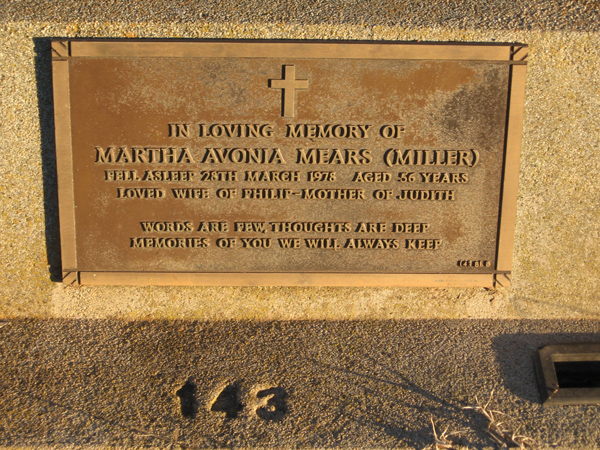 IN LOVING MEMORY OF
MARTHA AVONIA MEARS (MILLER)
FELL ASLEEP 28TH MARCH 1978 AGED 56 YEARS
LOVED WIFE OF PHILIP-MOTHER OF JUDITH
WORDS ARE FEW, THOUGHTS ARE DEEP
MEMORIES OF YOU WE WILL ALWAYS KEEP
143